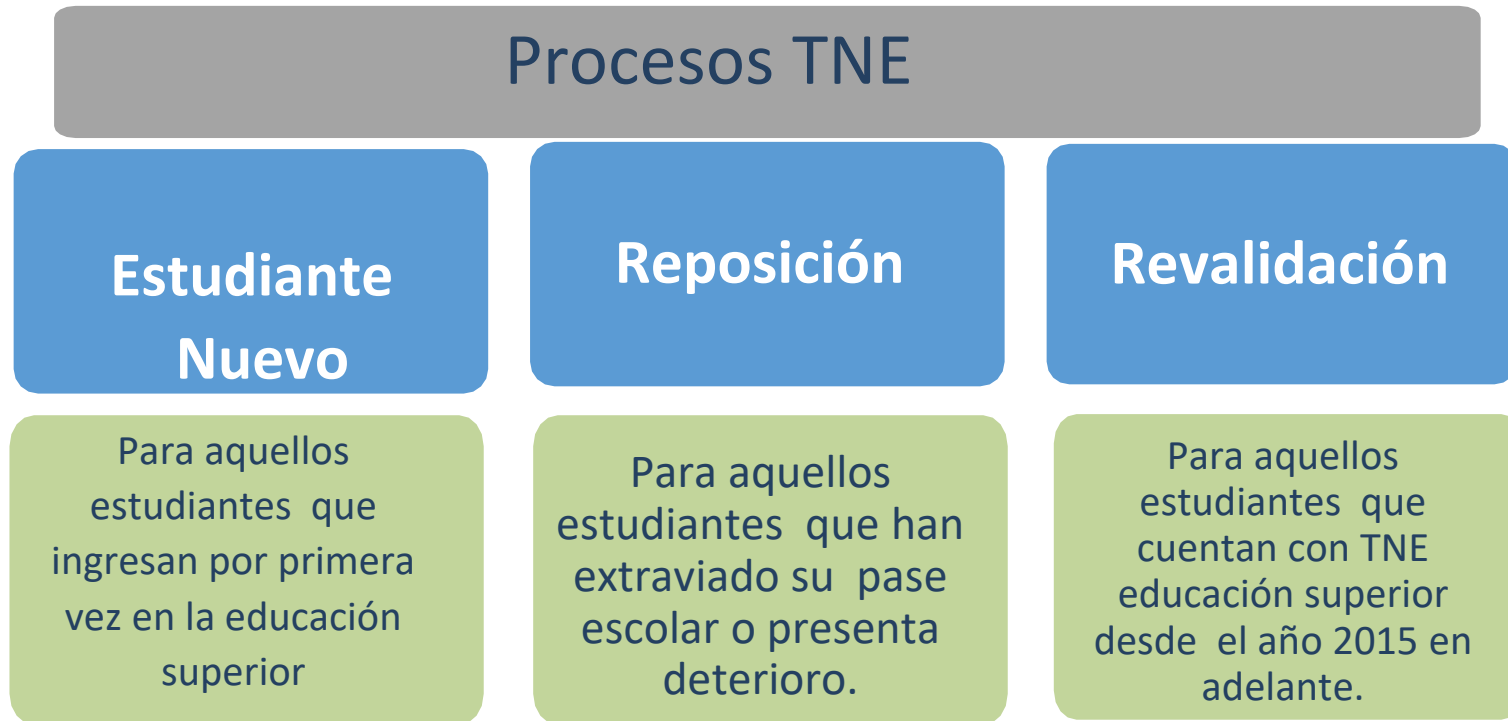 Procesos TNE
Estudiante
Nuevo
Para aquellos
estudiantes que
ingresan por primera
vez en la educación
superior
Reposición
Para aquellos
estudiantes que han
extraviado su pase
escolar o presenta
deterioro.
Revalidación
Para aquellos
estudiantes que
cuentan con TNE
educación superior
desde el año 2015 en
adelante.